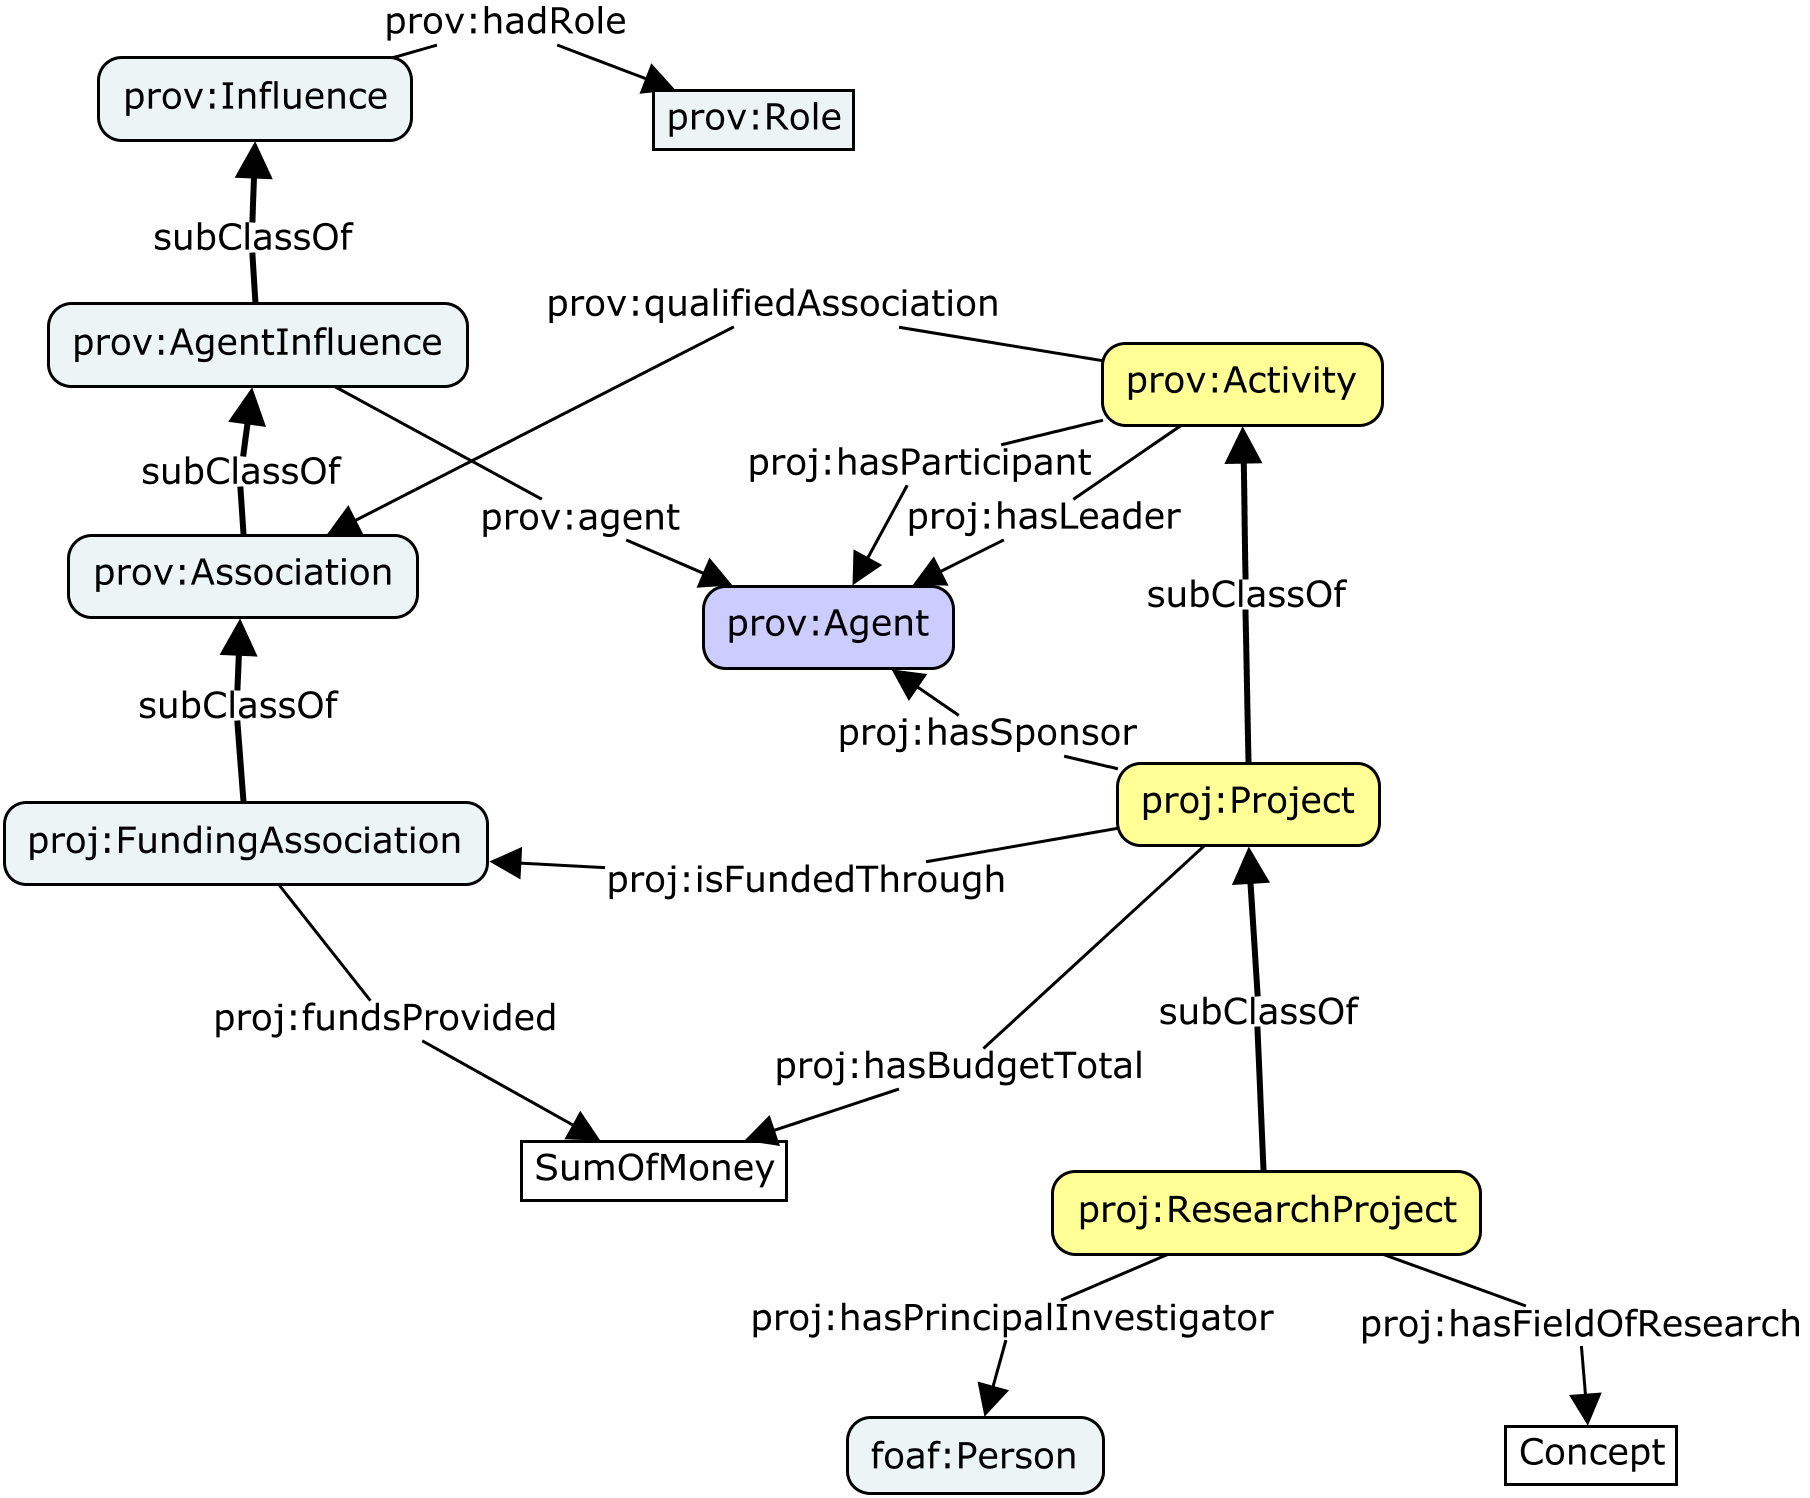 prov:hadRole
prov:Influence
prov:Role
subClassOf
prov:qualifiedAssociation
prov:AgentInfluence
prov:Activity
subClassOf
proj:hasParticipant
prov:agent
proj:hasLeader
prov:Association
subClassOf
prov:Agent
subClassOf
proj:hasSponsor
proj:Project
proj:FundingAssociation
proj:isFundedThrough
proj:fundsProvided
subClassOf
proj:hasBudgetTotal
SumOfMoney
proj:ResearchProject
proj:hasPrincipalInvestigator
proj:hasFieldOfResearch
foaf:Person
Concept